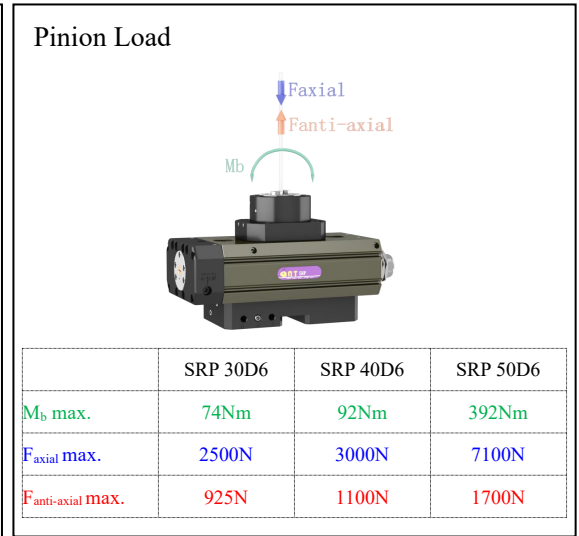 Pinion Load
Faxial
Fanti-axial
Mb
SRP 30D6 SRP 40D6 SRP 50D6
Mb max. 74Nm 92Nm 392Nm
Faxial max. 2500N 3000N 7100N
Fanti-axial max. 925N 1100N 1700N